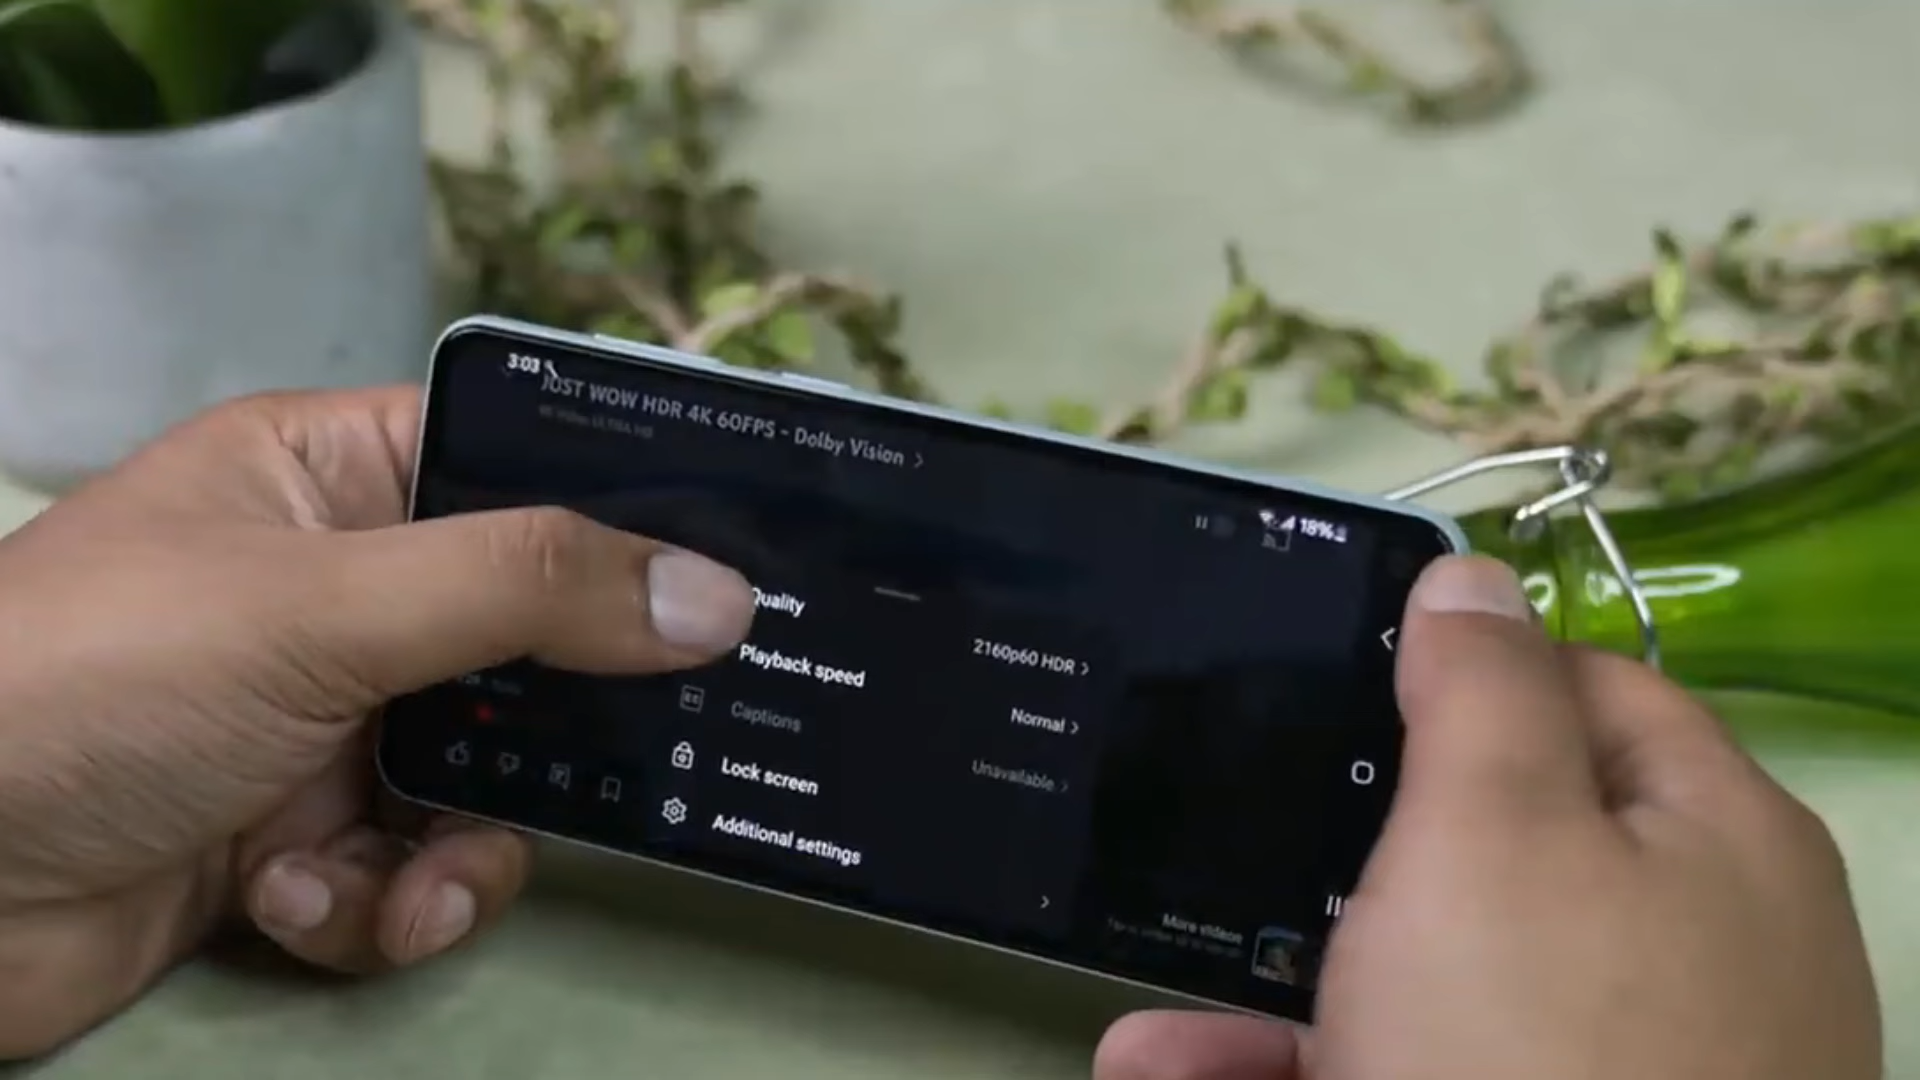 3:03
JUST WOW HDR 4K 60FPS - Dolby Vision
18%
Quality
2160p60 HDR
Playback speed
Normal
Captions
Unavailable
Lock screen
Additional settings
More videos